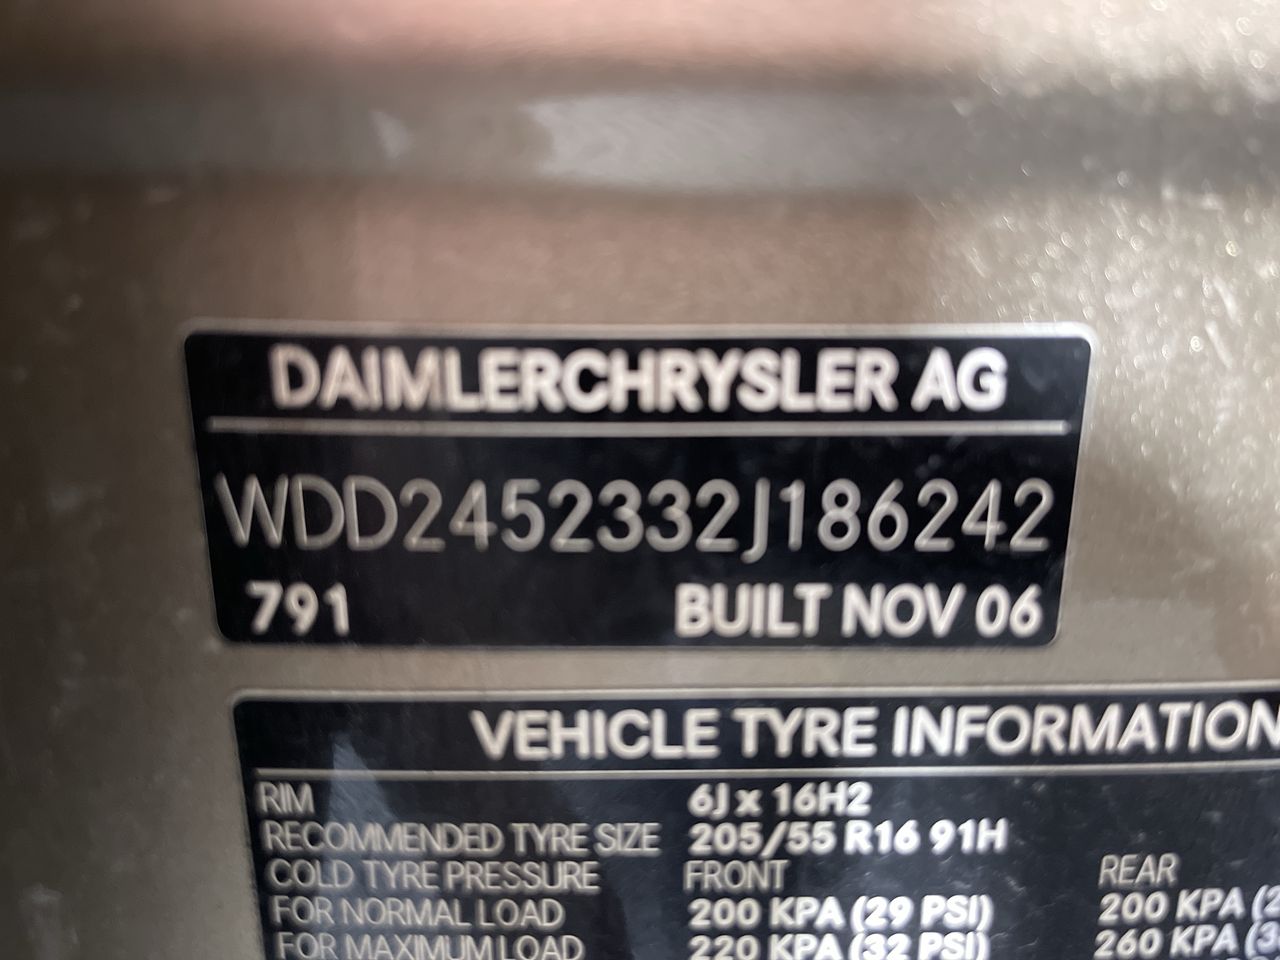 DAIMLERCHRYSLER AG
WDD2452332J186242
791 BUILT NOV 06
VEHICLE TYRE INFORMATION
RIM 6J x 16H2
RECOMMENDED TYRE SIZE 205/55 R16 91H
COLD TYRE PRESSURE FRONT REAR
FOR NORMAL LOAD 200 KPA (29 PSI) 200 KPA (2
FOR MAXIMUM LOAD 220 KPA (32 PSI) 260 KPA (3